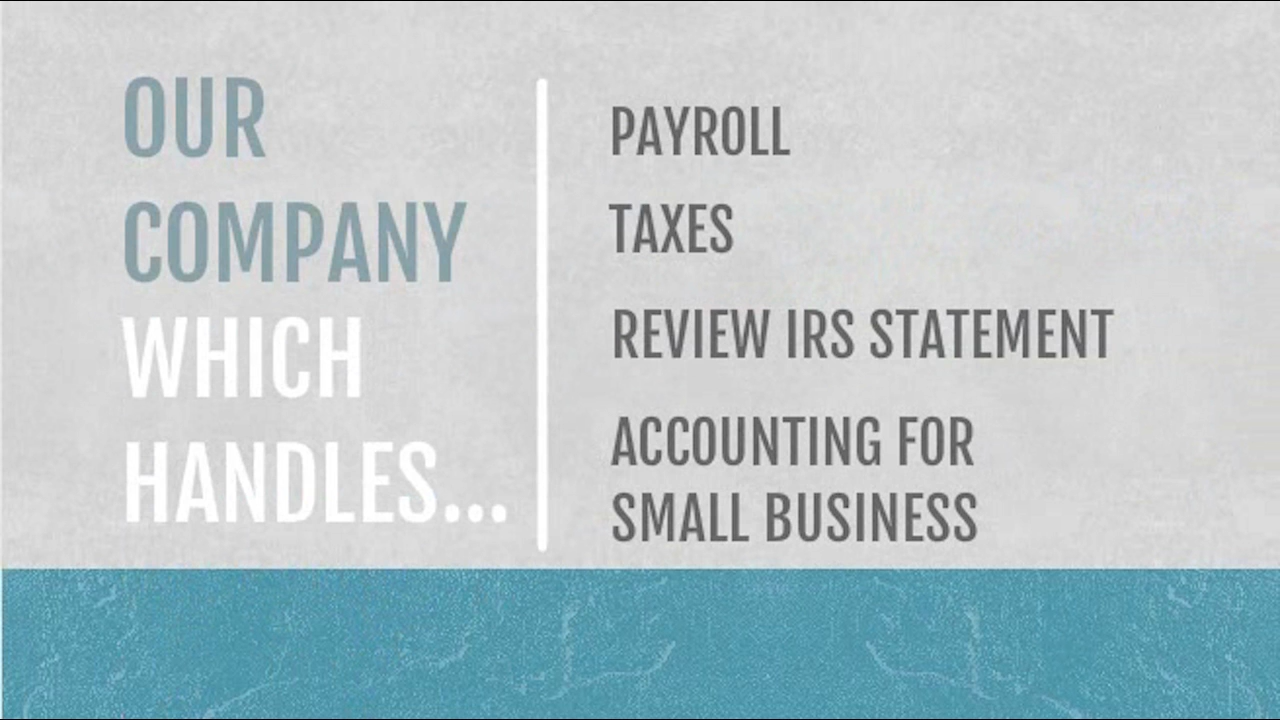 OUR
COMPANY
WHICH
HANDLES...
PAYROLL
TAXES
REVIEW IRS STATEMENT
ACCOUNTING FOR
SMALL BUSINESS